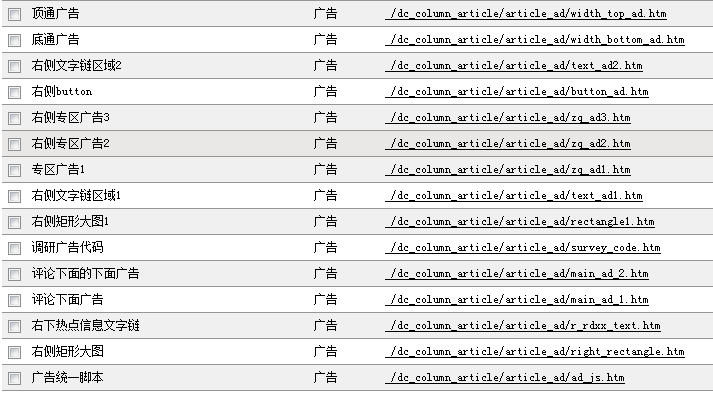 顶通广告 广告 /dc_column_article/article_ad/width_top_ad.htm
底通广告 广告 /dc_column_article/article_ad/width_bottom_ad.htm
右侧文字链区域2 广告 /dc_column_article/article_ad/text_ad2.htm
右侧button 广告 /dc_column_article/article_ad/button_ad.htm
右侧专区广告3 广告 /dc_column_article/article_ad/zq_ad3.htm
右侧专区广告2 广告 /dc_column_article/article_ad/zq_ad2.htm
专区广告1 广告 /dc_column_article/article_ad/zq_ad1.htm
右侧文字链区域1 广告 /dc_column_article/article_ad/text_ad1.htm
右侧矩形大图1 广告 /dc_column_article/article_ad/rectangle1.htm
调研广告代码 广告 /dc_column_article/article_ad/survey_code.htm
评论下面的下面广告 广告 /dc_column_article/article_ad/main_ad_2.htm
评论下面广告 广告 /dc_column_article/article_ad/main_ad_1.htm
右下热点信息文字链 广告 /dc_column_article/article_ad/r_rdxx_text.htm
右侧矩形大图 广告 /dc_column_article/article_ad/right_rectangle.htm
广告统一脚本 广告 /dc_column_article/article_ad/ad_js.htm